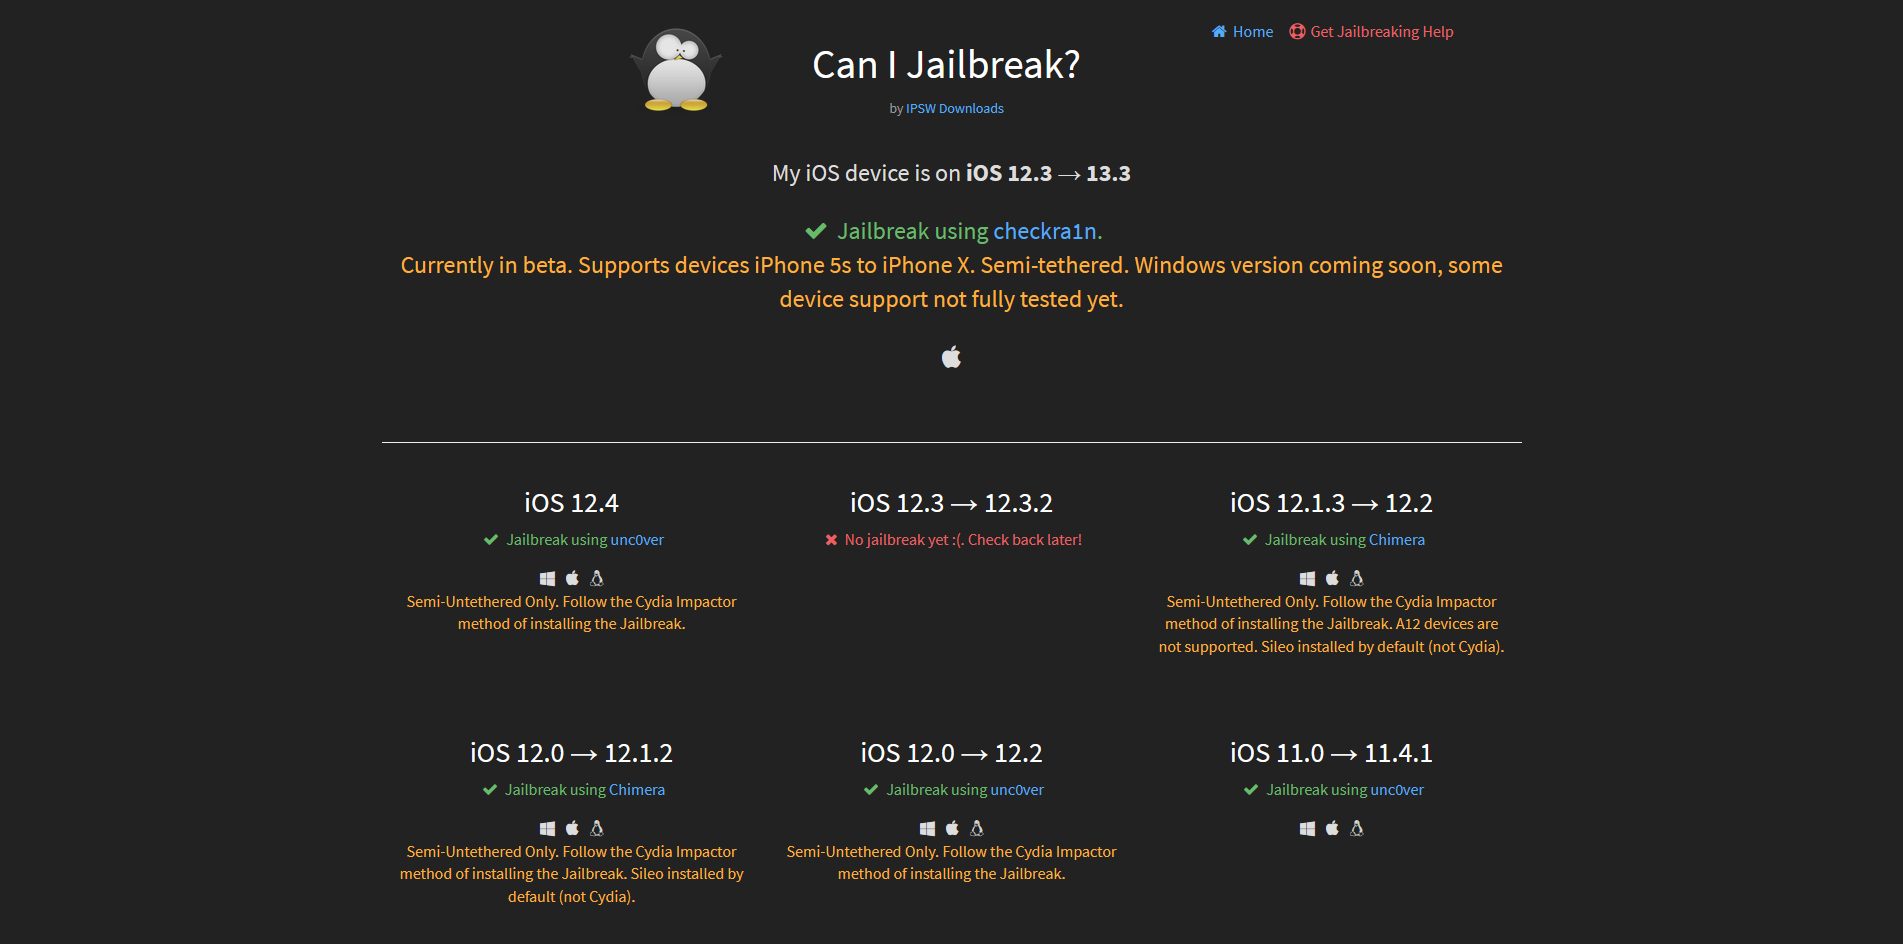 Home
Get Jailbreaking Help
Can I Jailbreak?
by IPSW Downloads
My iOS device is on iOS 12.3 → 13.3
Jailbreak using checkra1n.
Currently in beta. Supports devices iPhone 5s to iPhone X. Semi-tethered. Windows version coming soon, some
device support not fully tested yet.
iOS 12.4
Jailbreak using unc0ver
Semi-Untethered Only. Follow the Cydia Impactor
method of installing the Jailbreak.
iOS 12.3 → 12.3.2
No jailbreak yet :(. Check back later!
iOS 12.1.3 → 12.2
Jailbreak using Chimera
Semi-Untethered Only. Follow the Cydia Impactor
method of installing the Jailbreak. A12 devices are
not supported. Sileo installed by default (not Cydia).
iOS 12.0 → 12.1.2
Jailbreak using Chimera
Semi-Untethered Only. Follow the Cydia Impactor
method of installing the Jailbreak. Sileo installed by
default (not Cydia).
iOS 12.0 → 12.2
Jailbreak using unc0ver
Semi-Untethered Only. Follow the Cydia Impactor
method of installing the Jailbreak.
iOS 11.0 → 11.4.1
Jailbreak using unc0ver